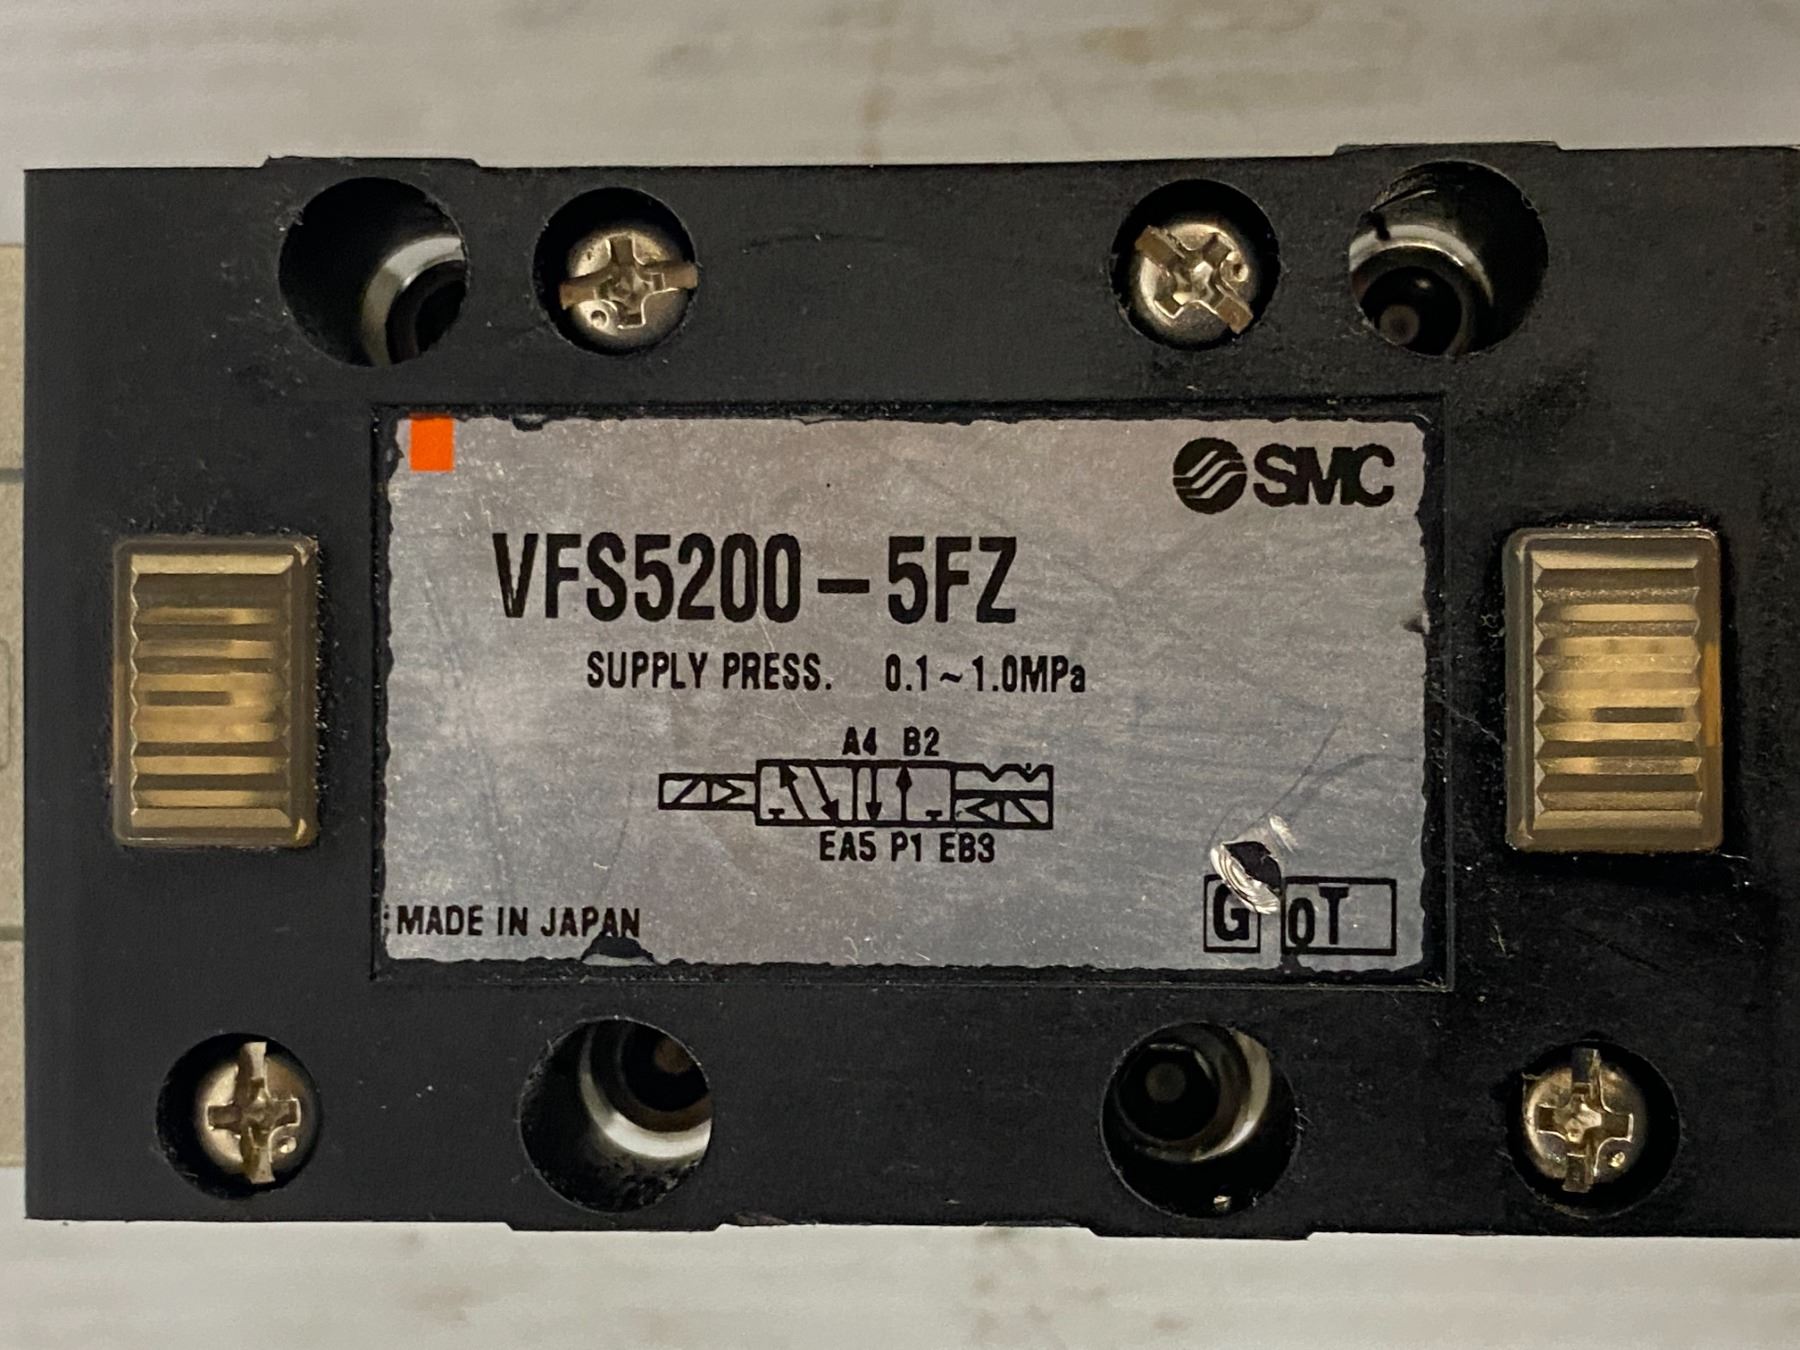 SMC
VFS5200-5FZ
SUPPLY PRESS. 0.1~1.0MPa
A4 B2
EA5 P1 EB3
MADE IN JAPAN
G oT